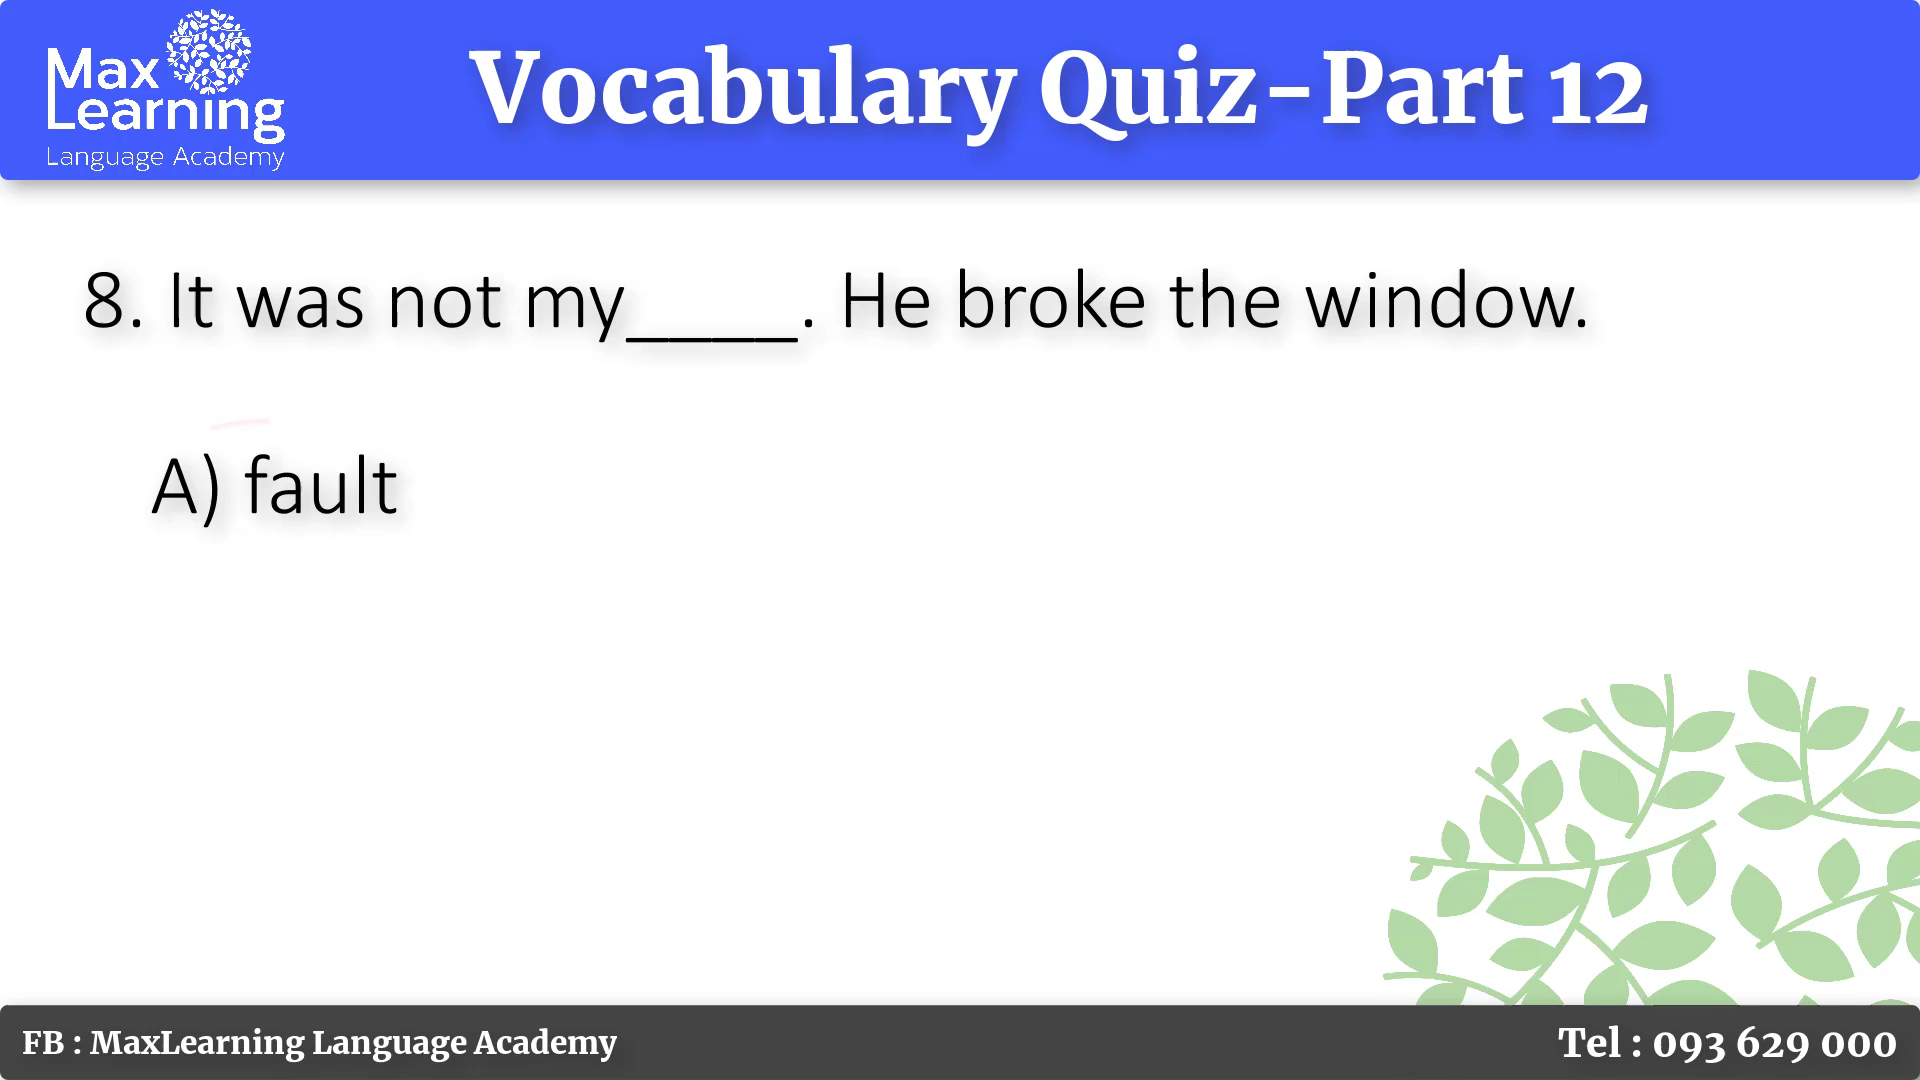 Max
Learning
Language Academy
Vocabulary Quiz-Part 12
8. It was not my____. He broke the window.
A) fault
FB : MaxLearning Language Academy
Tel : 093 629 000